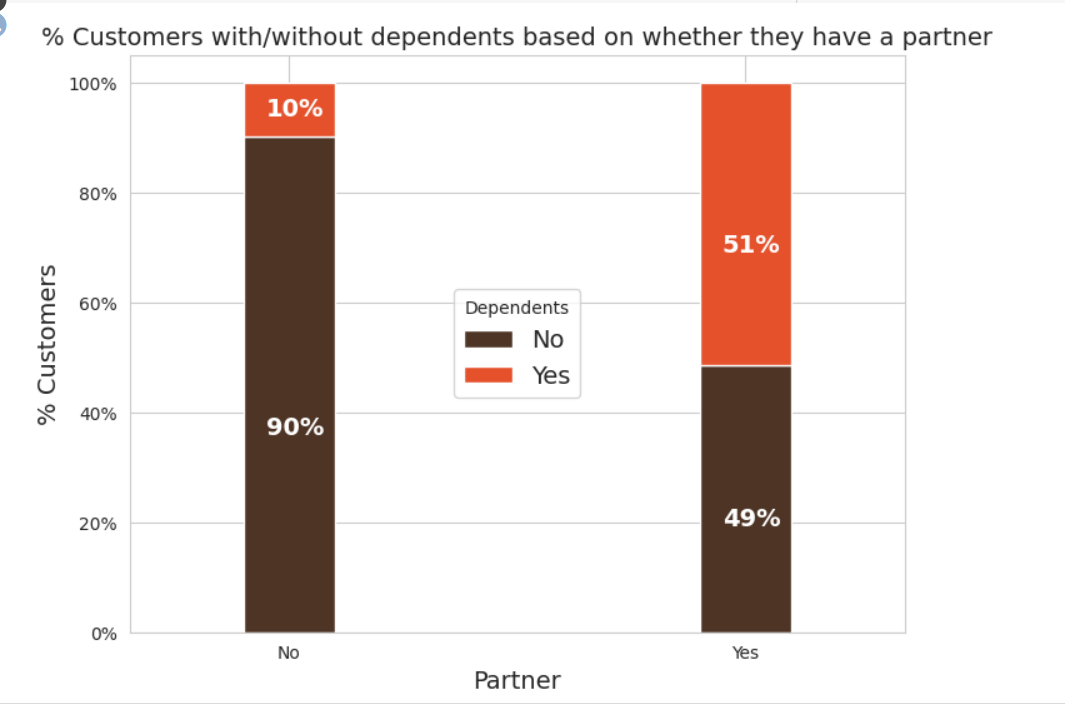 % Customers with/without dependents based on whether they have a partner
100%
80%
60%
40%
20%
0%
% Customers
10%
90%
51%
49%
Dependents
No
Yes
No
Yes
Partner